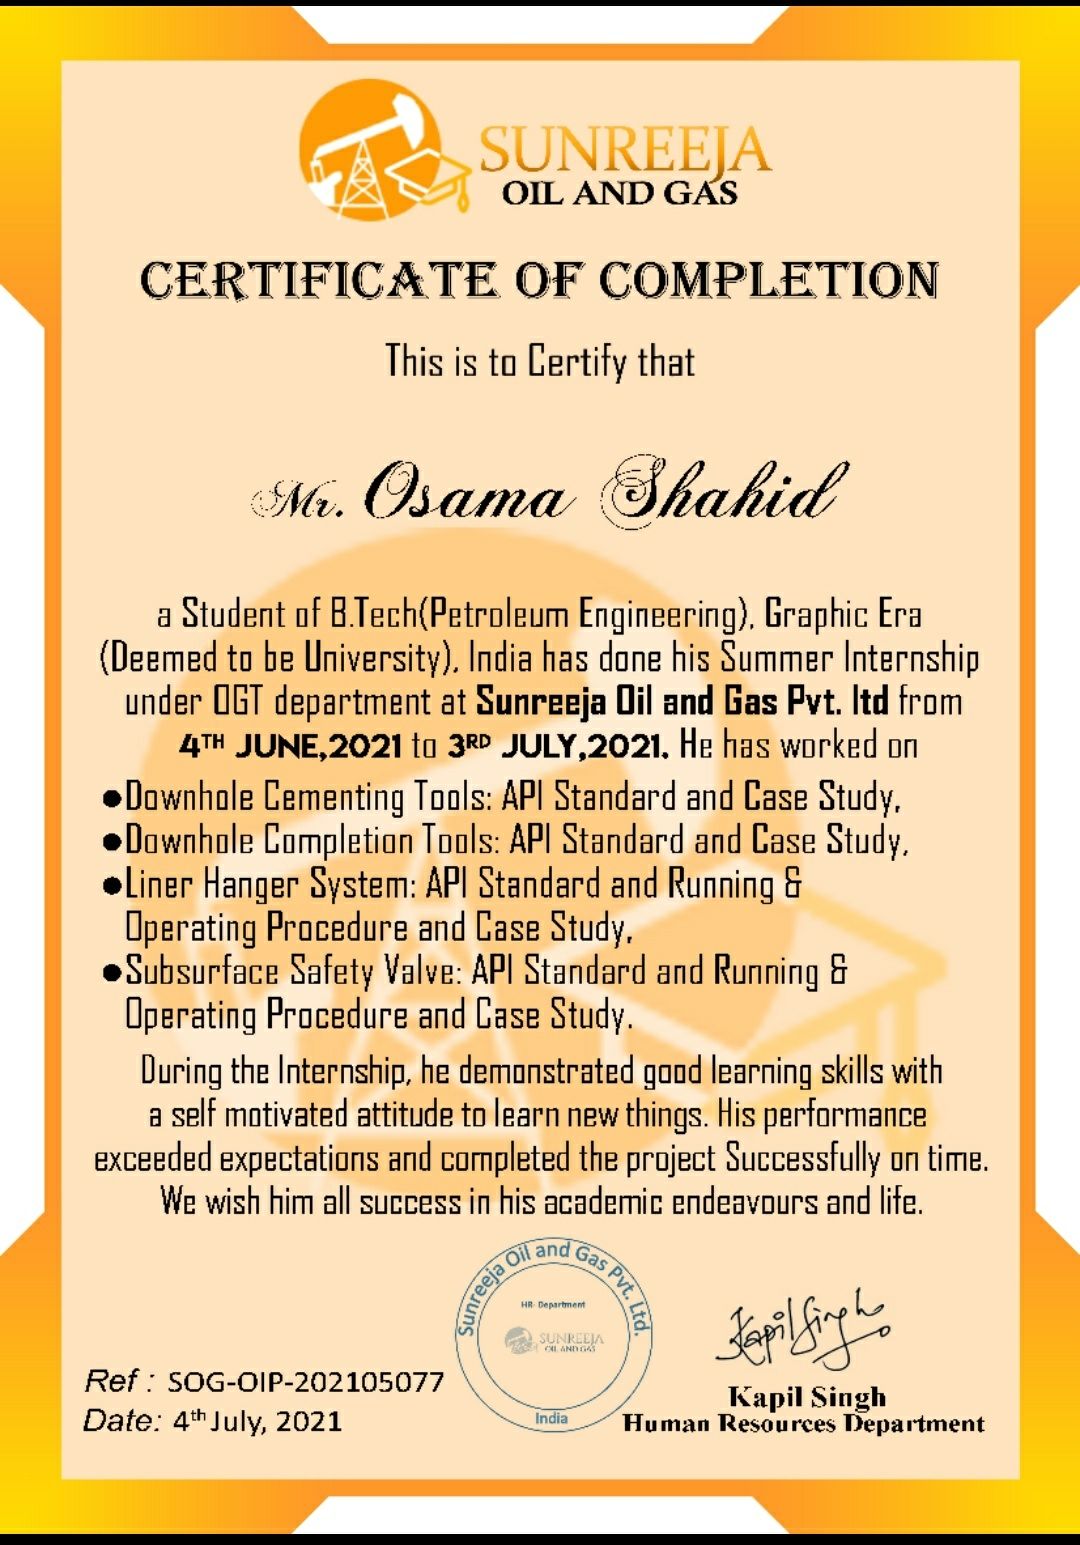 SUNREEJA
OIL AND GAS
CERTIFICATE OF COMPLETION
This is to Certify that
Mr. Osama Shahid
a Student of B.Tech(Petroleum Engineering), Graphic Era
(Deemed to be University), India has done his Summer Internship
under OGT department at Sunreeja Oil and Gas Pvt. ltd from
4TH JUNE,2021 to 3RD JULY,2021. He has worked on
●Downhole Cementing Tools: API Standard and Case Study,
●Downhole Completion Tools: API Standard and Case Study,
●Liner Hanger System: API Standard and Running &
Operating Procedure and Case Study,
●Subsurface Safety Valve: API Standard and Running &
Operating Procedure and Case Study.
During the Internship, he demonstrated good learning skills with
a self motivated attitude to learn new things. His performance
exceeded expectations and completed the project Successfully on time.
We wish him all success in his academic endeavours and life.
Sunreeja Oil and Gas Pvt. Ltd.
HR- Department
SUNREEJA
OIL AND GAS
India
Kapil Singh
Kapil Singh
Human Resources Department
Ref : SOG-OIP-202105077
Date: 4th July, 2021